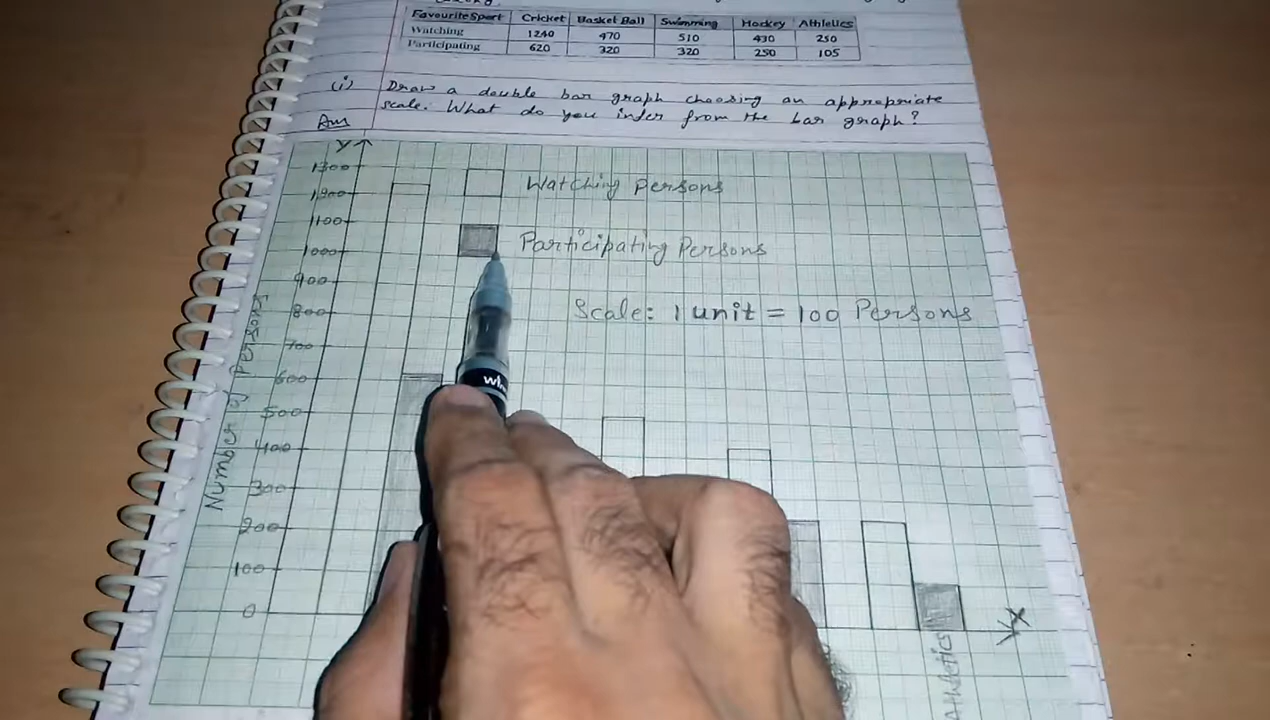 Favourite Sport Cricket Basket Ball Swimming Hockey Athletics
Watching 1240 470 510 430 250
Participating 620 320 320 250 105
(i) Draw a double bar graph choosing an appropriate
scale. What do you infer from the bar graph?
Ans
Y
1300
Watching Persons
1200
1100
Participating Persons
1000
900
Scale: 1 unit = 100 Persons
800
700
600
500
400
300
200
100
0
Number of persons
X
Athletics